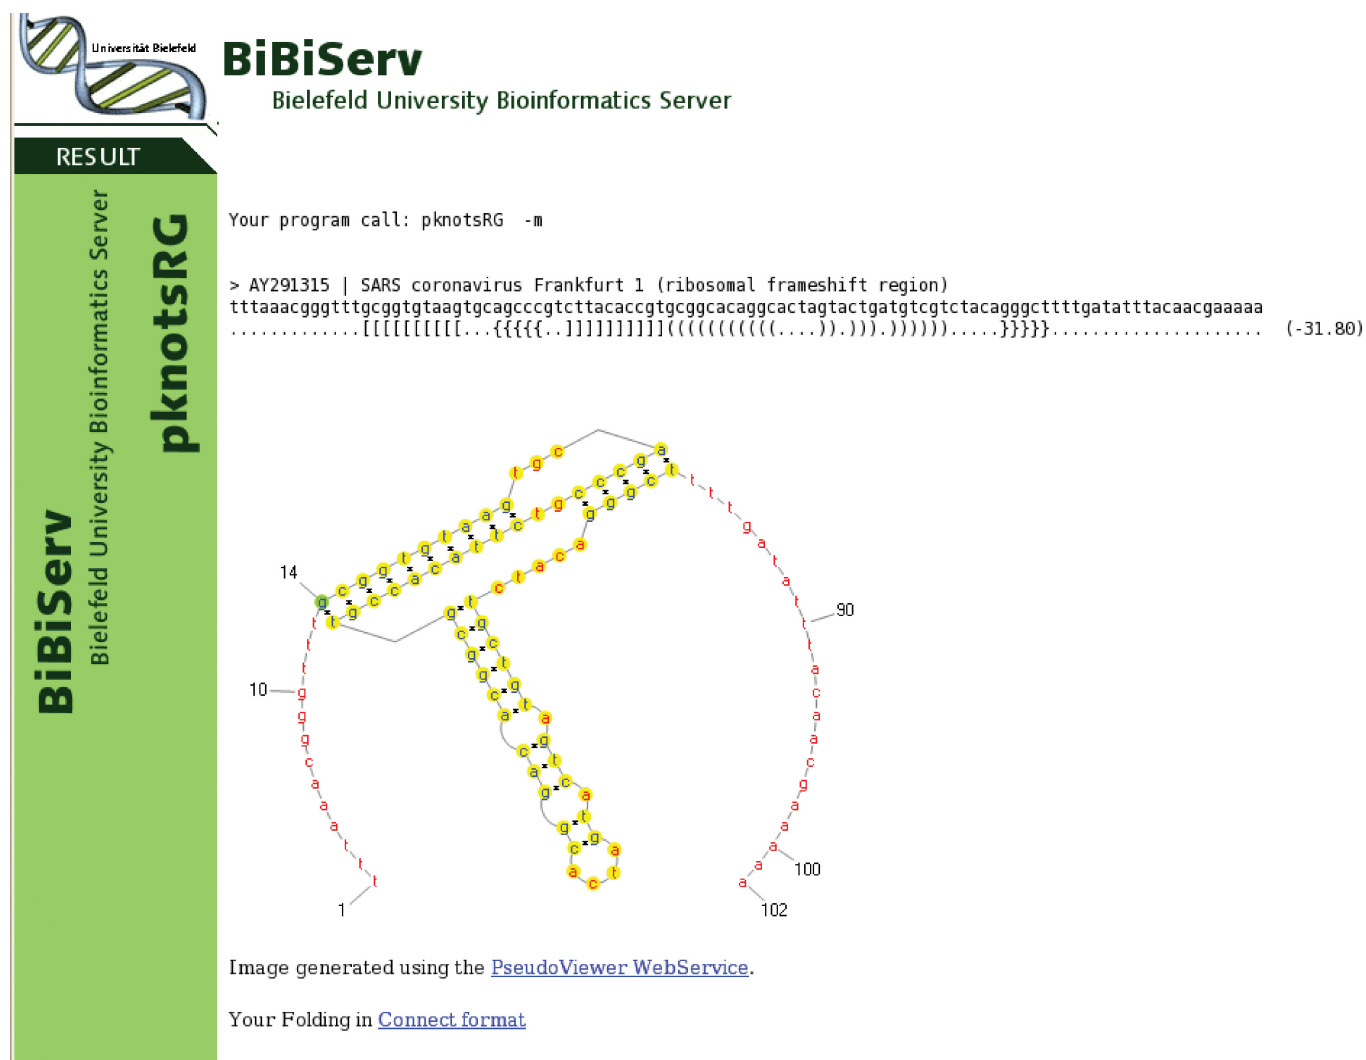 Universität Bielefeld
BiBiServ
Bielefeld University Bioinformatics Server
RESULT
pknotsRG
BiBiServ
Bielefeld University Bioinformatics Server
Your program call: pknotsRG -m
> AY291315 | SARS coronavirus Frankfurt 1 (ribosomal frameshift region)
tttaaacgggtttgcggtgtaagtgcagcccgtcttacaccgtgcggcacaggcactagtactgatgtcgtctacagggcttttgatatttacaacgaaaaa
.............[[[[[[[[[[...{{{{{..]]]]]]]]]](((((((((((....)).))).)))))).....}}}}}..................... (-31.80)
14
10
1
90
100
102
Image generated using the PseudoViewer WebService.
Your Folding in Connect format